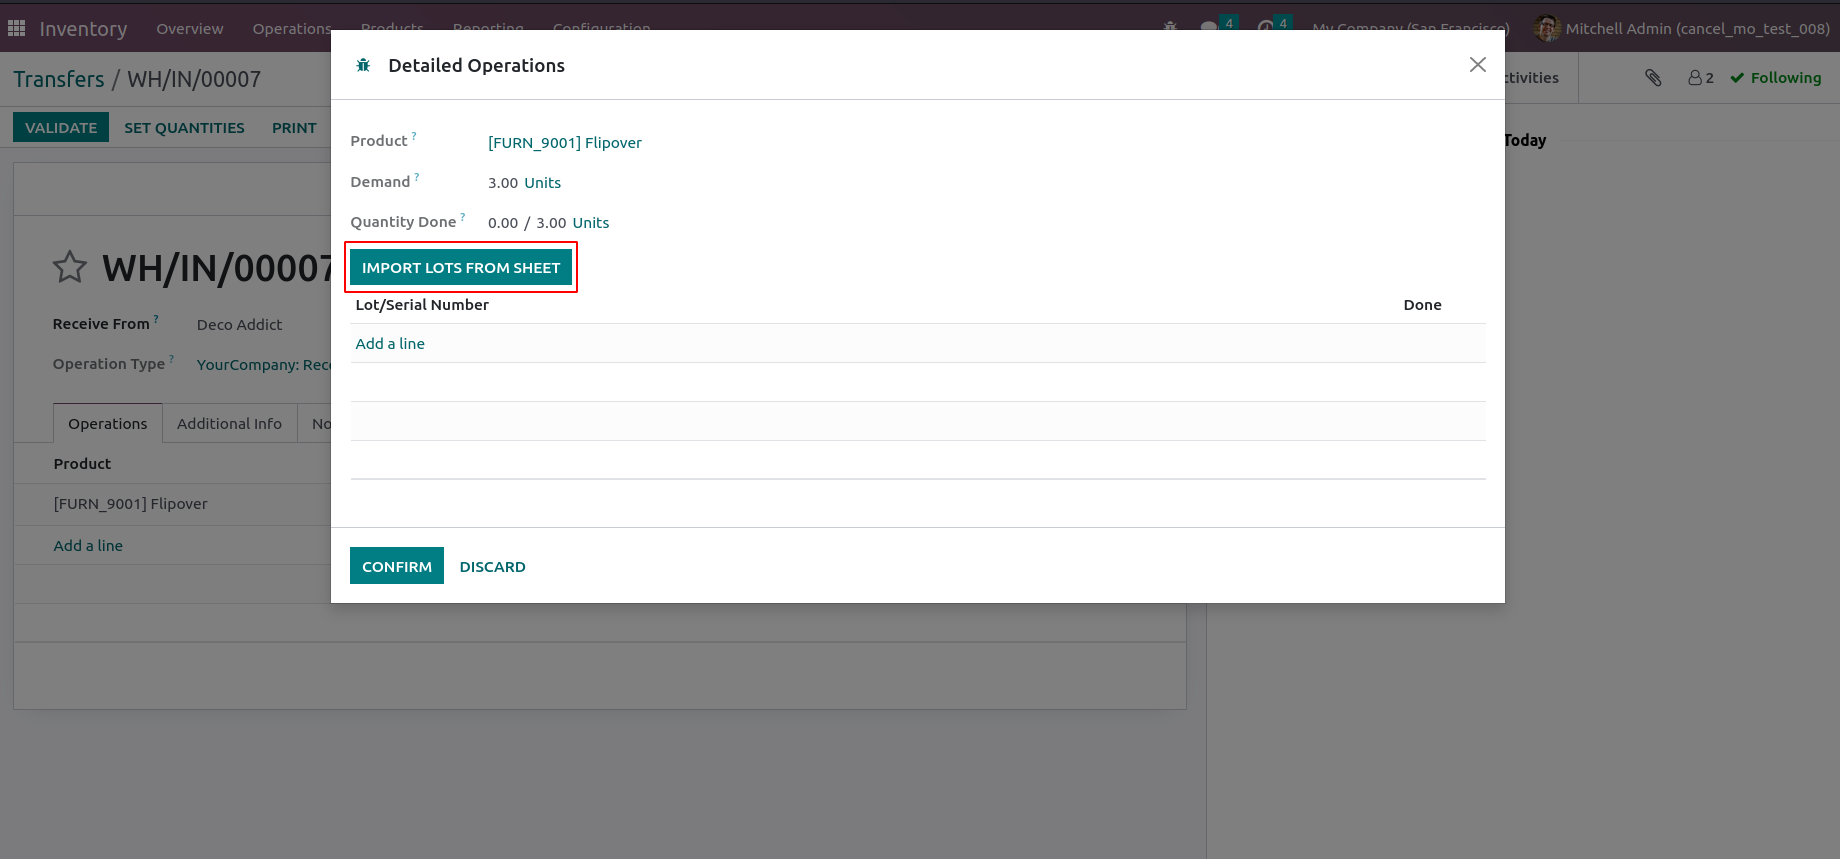 Inventory Overview Operations Products Reporting Configuration 4 4 My Company (San Francisco) Mitchell Admin (cancel_mo_test_008)
Transfers / WH/IN/00007
ctivities 2 Following
VALIDATE SET QUANTITIES PRINT
Today
WH/IN/00007
Receive From ? Deco Addict
Operation Type ? YourCompany: Rec
Operations Additional Info No
Product
[FURN_9001] Flipover
Add a line
Detailed Operations
Product ? [FURN_9001] Flipover
Demand ? 3.00 Units
Quantity Done ? 0.00 / 3.00 Units
IMPORT LOTS FROM SHEET
Lot/Serial Number Done
Add a line
CONFIRM DISCARD